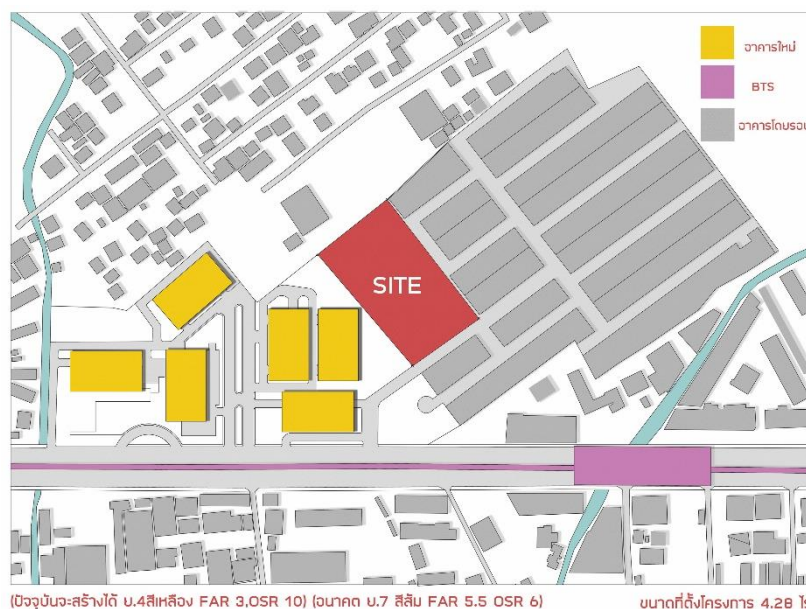 อาคารใหม่
BTS
อาคารโดยรอบ
SITE
(ปัจจุบันจะสร้างได้ ย.4สีเหลือง FAR 3,OSR 10) (อนาคต ย.7 สีส้ม FAR 5.5 OSR 6)
ขนาดที่ตั้งโครงการ 4.28